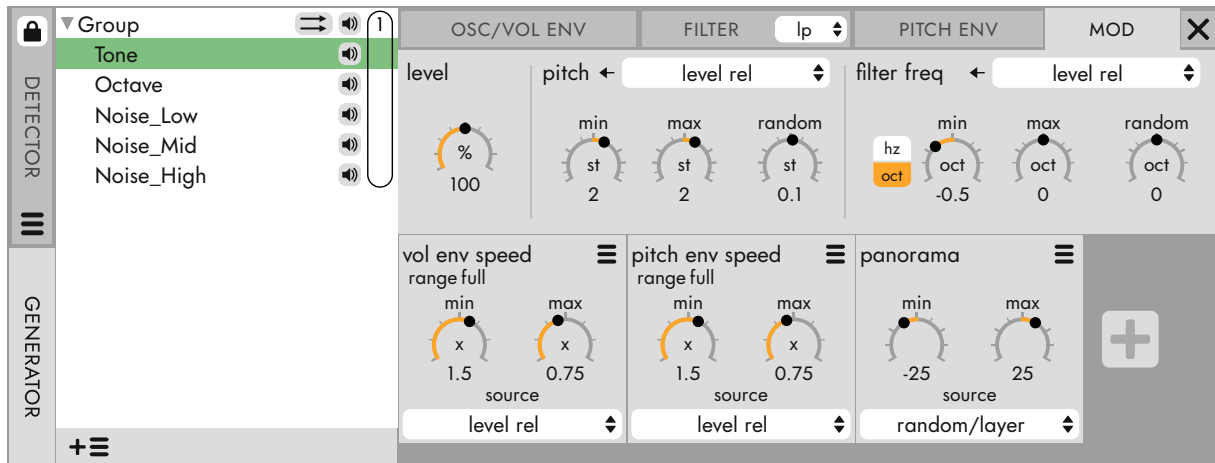 DETECTOR
GENERATOR
Group 1
Tone
Octave
Noise_Low
Noise_Mid
Noise_High
OSC/VOL ENV FILTER lp PITCH ENV MOD
level pitch level rel filter freq level rel
min max random min max random
% st st st hz oct oct oct oct
100 2 2 0.1 -0.5 0 0
vol env speed
range full
min max
x x
1.5 0.75
source
level rel
pitch env speed
range full
min max
x x
1.5 0.75
source
level rel
panorama
min max
-25 25
source
random/layer